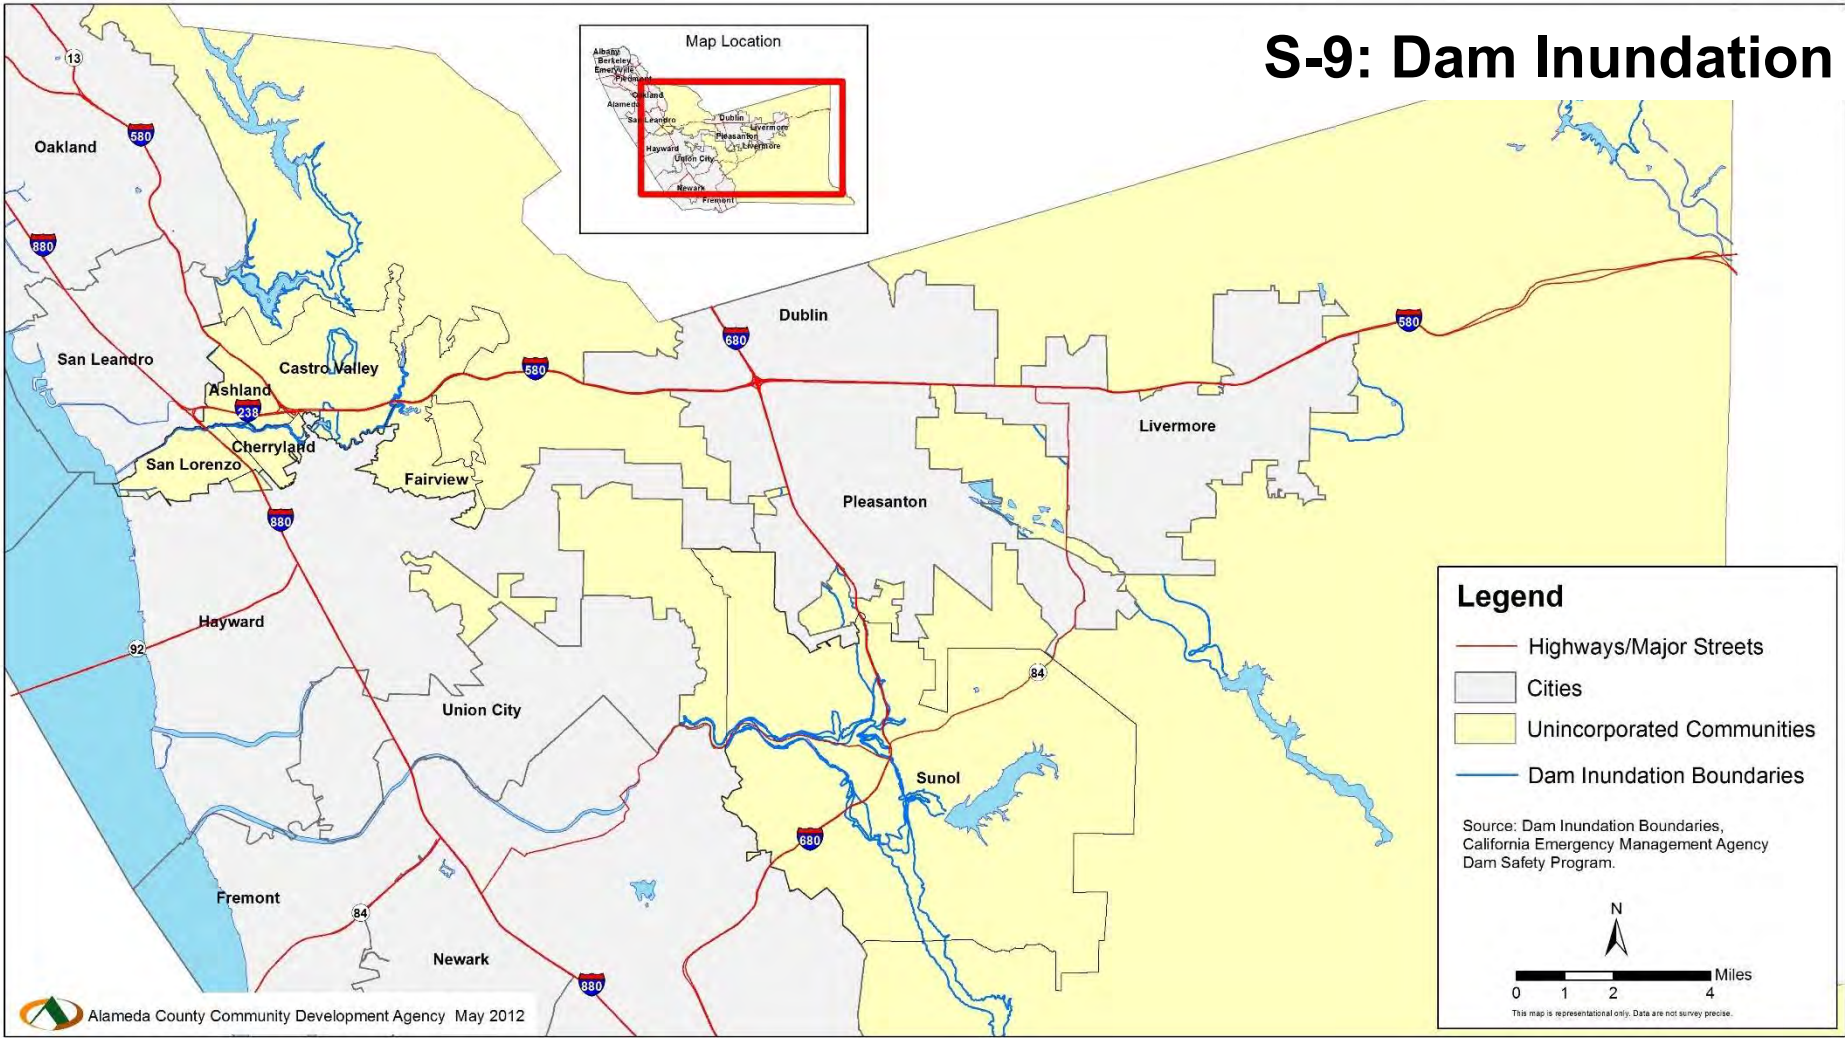 S-9: Dam Inundation
Map Location
Albany
Berkeley
Emeryville
Piedmont
Oakland
Alameda
San Leandro
Dublin
Livermore
Pleasanton
Livermore
Hayward
Union City
Newark
Fremont
13
580
Oakland
880
Dublin
680
580
San Leandro
Castro Valley
580
Ashland
238
Cherryland
San Lorenzo
Fairview
Livermore
Pleasanton
880
Hayward
92
84
Union City
Sunol
680
Fremont
84
Newark
880
Legend
Highways/Major Streets
Cities
Unincorporated Communities
Dam Inundation Boundaries
Source: Dam Inundation Boundaries,
California Emergency Management Agency
Dam Safety Program.
N
Miles
0 1 2 4
This map is representational only. Data are not survey precise.
Alameda County Community Development Agency May 2012